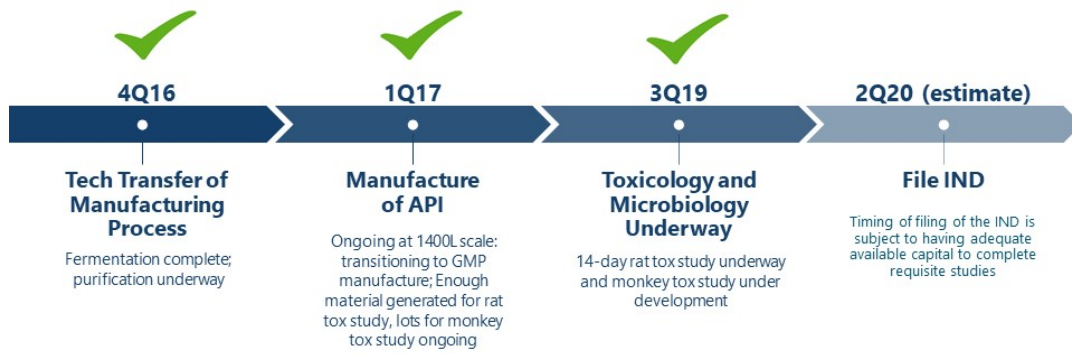 4Q16
Tech Transfer of
Manufacturing
Process
Fermentation complete;
purification underway
1Q17
Manufacture
of API
Ongoing at 1400L scale:
transitioning to GMP
manufacture; Enough
material generated for rat
tox study, lots for monkey
tox study ongoing
3Q19
Toxicology and
Microbiology
Underway
14-day rat tox study underway
and monkey tox study under
development
2Q20 (estimate)
File IND
Timing of filing of the IND is
subject to having adequate
available capital to complete
requisite studies